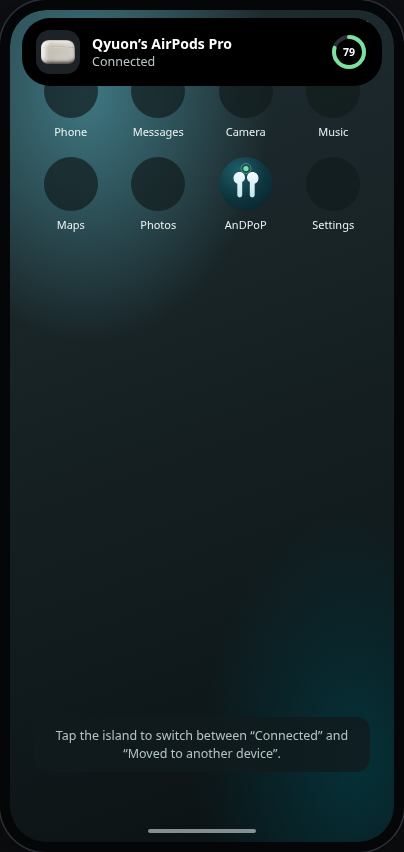 Qyuon’s AirPods Pro
Connected
79
Phone Messages Camera Music
Maps Photos AnDPoP Settings
Tap the island to switch between “Connected” and
“Moved to another device”.